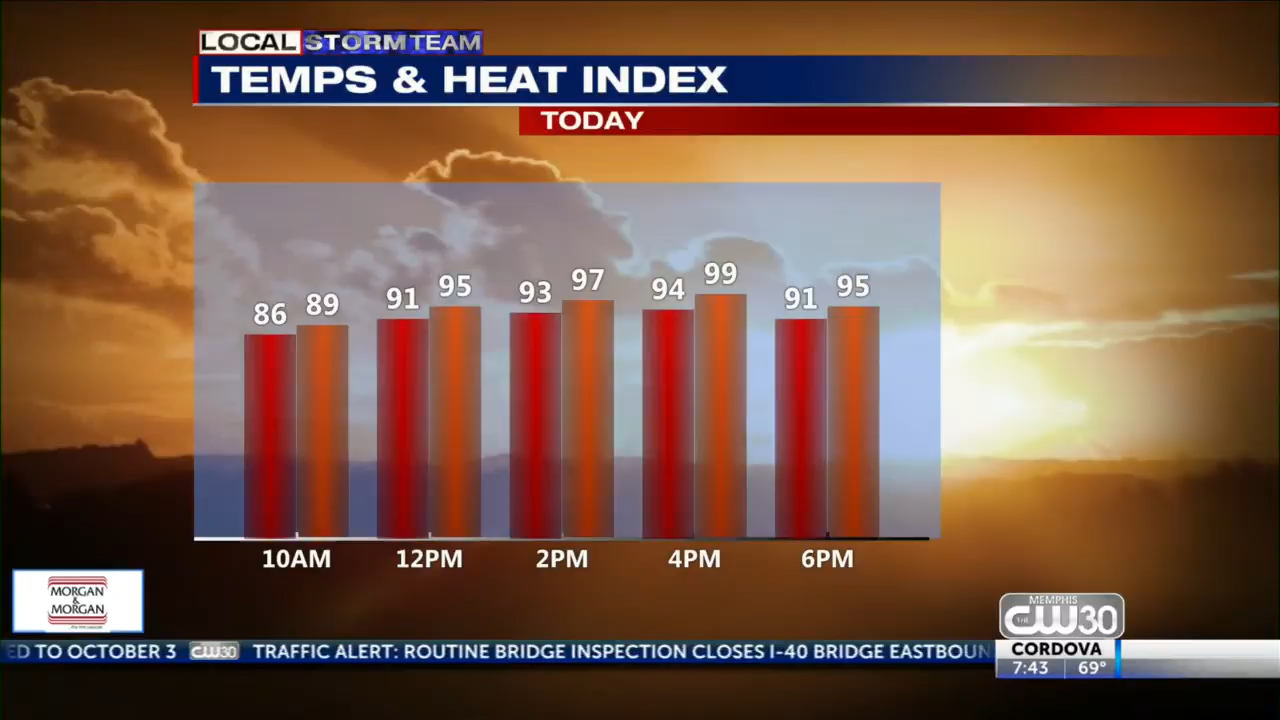 LOCAL STORM TEAM
TEMPS & HEAT INDEX
TODAY
86 89 91 95 93 97 94 99 91 95
10AM 12PM 2PM 4PM 6PM
MORGAN
&
MORGAN
MEMPHIS
THE CW30
ED TO OCTOBER 3 CW30 TRAFFIC ALERT: ROUTINE BRIDGE INSPECTION CLOSES I-40 BRIDGE EASTBOUN
CORDOVA
7:43 69°